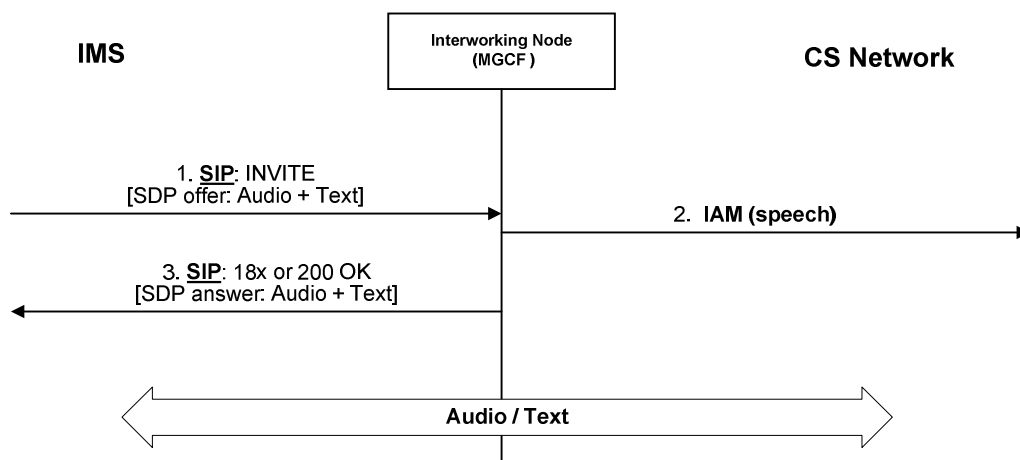 IMS
Interworking Node
(MGCF )
CS Network
1. SIP: INVITE
[SDP offer: Audio + Text]
2. IAM (speech)
3. SIP: 18x or 200 OK
[SDP answer: Audio + Text]
Audio / Text